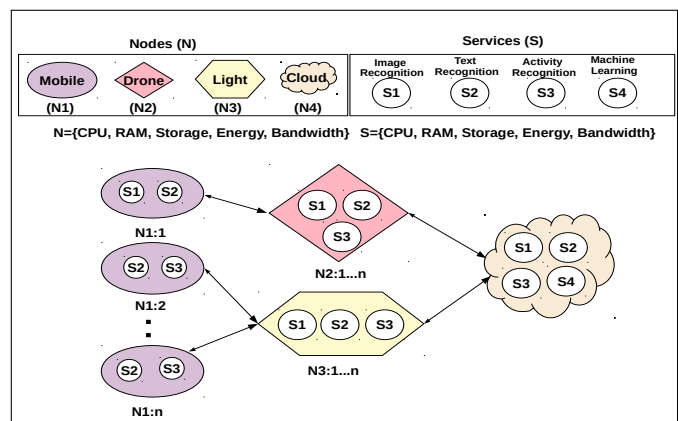 Nodes (N)
Services (S)
Mobile
Drone
Light
Cloud
(N1)
(N2)
(N3)
(N4)
Image
Recognition
S1
Text
Recognition
S2
Activity
Recognition
S3
Machine
Learning
S4
N={CPU, RAM, Storage, Energy, Bandwidth}
S={CPU, RAM, Storage, Energy, Bandwidth}
S1 S2
N1:1
S2 S3
N1:2
S2 S3
N1:n
S1 S2
S3
N2:1...n
S1 S2 S3
N3:1...n
S1 S2
S3 S4